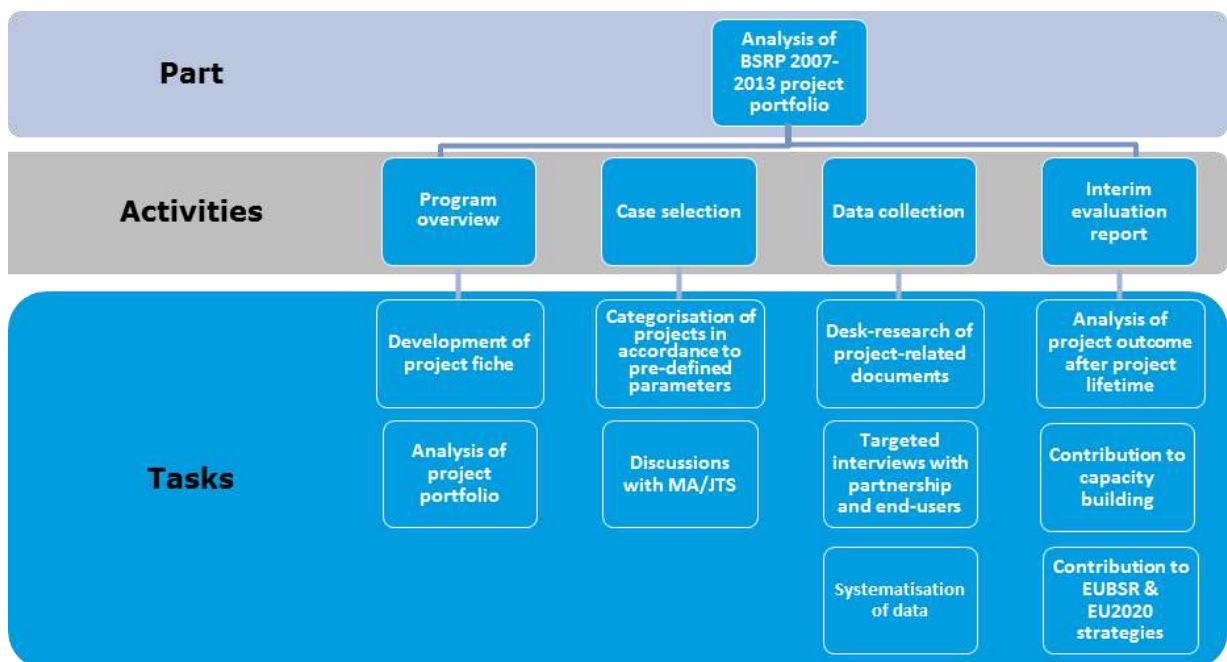 Part
Analysis of
BSRP 2007-
2013 project
portfolio
Activities
Program
overview
Case selection
Data collection
Interim
evaluation
report
Tasks
Development of
project fiche
Categorisation of
projects in
accordance to
pre-defined
parameters
Desk-research of
project-related
documents
Analysis of
project outcome
after project
lifetime
Analysis of
project
portfolio
Discussions
with MA/JTS
Targeted
interviews with
partnership
and end-users
Contribution to
capacity
building
Systematisation
of data
Contribution to
EUBSR &
EU2020
strategies